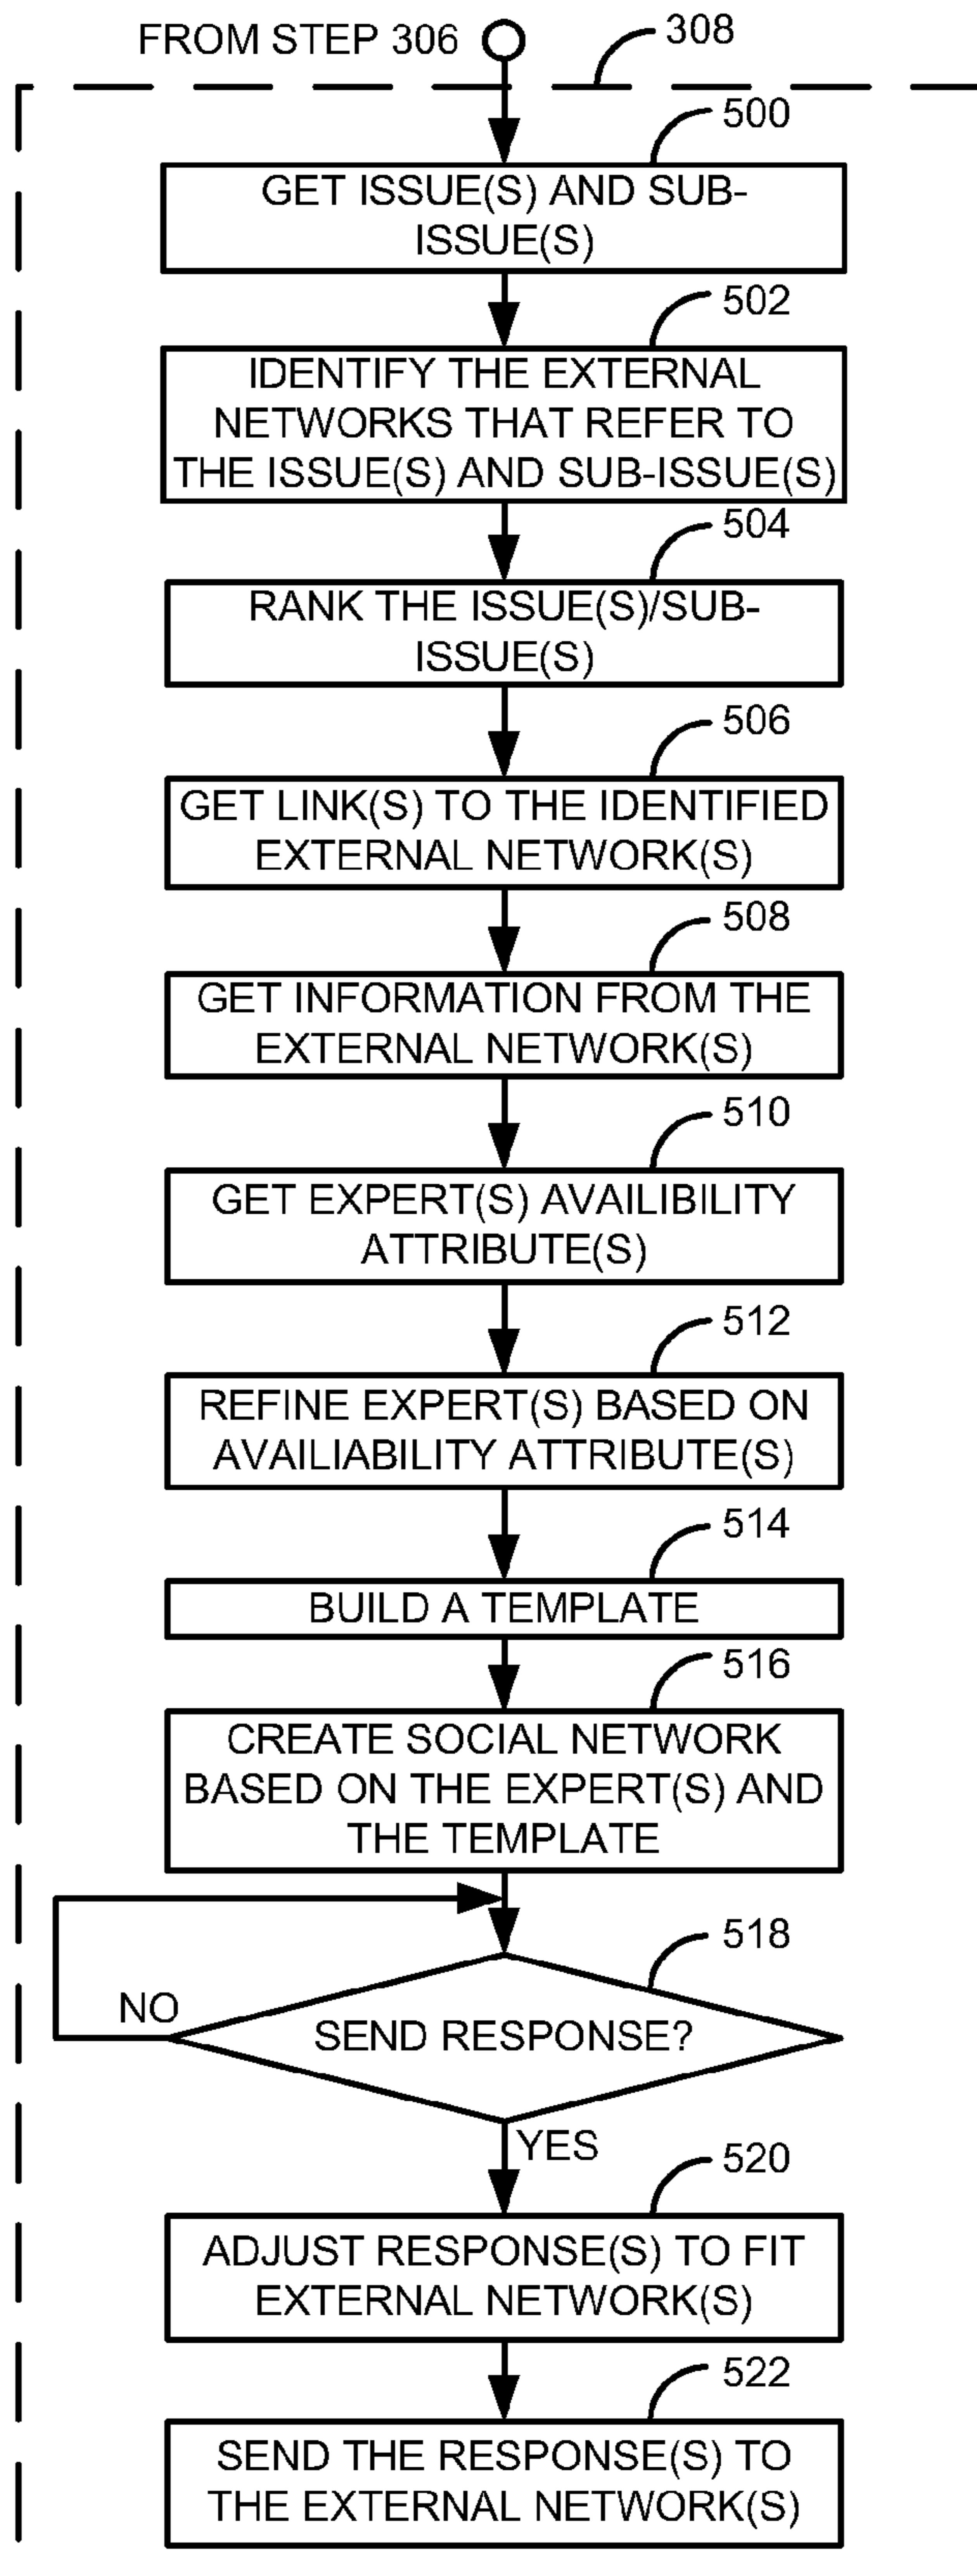 FROM STEP 306
308
500
GET ISSUE(S) AND SUB-
ISSUE(S)
502
IDENTIFY THE EXTERNAL
NETWORKS THAT REFER TO
THE ISSUE(S) AND SUB-ISSUE(S)
504
RANK THE ISSUE(S)/SUB-
ISSUE(S)
506
GET LINK(S) TO THE IDENTIFIED
EXTERNAL NETWORK(S)
508
GET INFORMATION FROM THE
EXTERNAL NETWORK(S)
510
GET EXPERT(S) AVAILIBILITY
ATTRIBUTE(S)
512
REFINE EXPERT(S) BASED ON
AVAILIABILITY ATTRIBUTE(S)
514
BUILD A TEMPLATE
516
CREATE SOCIAL NETWORK
BASED ON THE EXPERT(S) AND
THE TEMPLATE
518
NO
SEND RESPONSE?
YES
520
ADJUST RESPONSE(S) TO FIT
EXTERNAL NETWORK(S)
522
SEND THE RESPONSE(S) TO
THE EXTERNAL NETWORK(S)